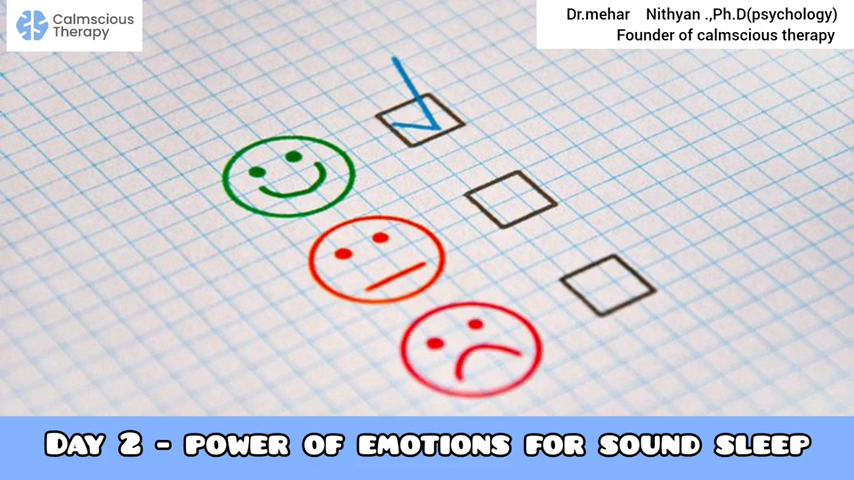 Calmscious
Therapy
Dr.mehar Nithyan .,Ph.D(psychology)
Founder of calmscious therapy
DAY 2 - POWER OF EMOTIONS FOR SOUND SLEEP